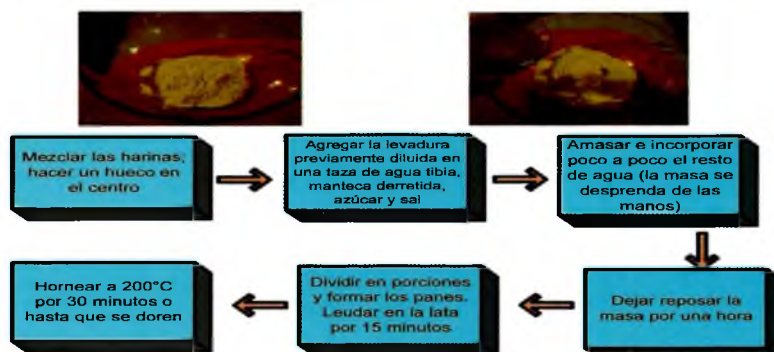 Mezclar las harinas,
hacer un hueco en
el centro
Agregar la levadura
previamente diluida en
una taza de agua tibia,
manteca derretida,
azúcar y sal
Amasar e incorporar
poco a poco el resto
de agua (la masa se
desprenda de las
manos)
Dejar reposar la
masa por una hora
Dividir en porciones
y formar los panes.
Leudar en la lata
por 15 minutos
Hornear a 200°C
por 30 minutos o
hasta que se doren